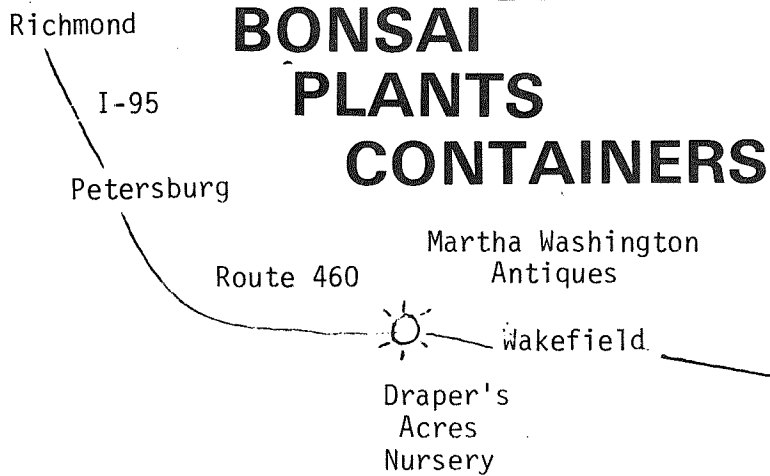 Richmond
BONSAI
PLANTS
CONTAINERS
I-95
Petersburg
Martha Washington
Antiques
Route 460
Wakefield
Draper's
Acres
Nursery